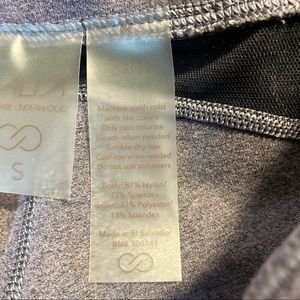 CALIA
CARRIE UNDERWOOD
S
Machine wash cold
with like colors
Only non chlorine
bleach when needed
Tumble dry low
Cool iron when needed
Do not use softeners
Body: 87% Nylon/
13% Spandex
Insert: 87% Polyester/
13% Spandex
Made in El Salvador
RN# 104141